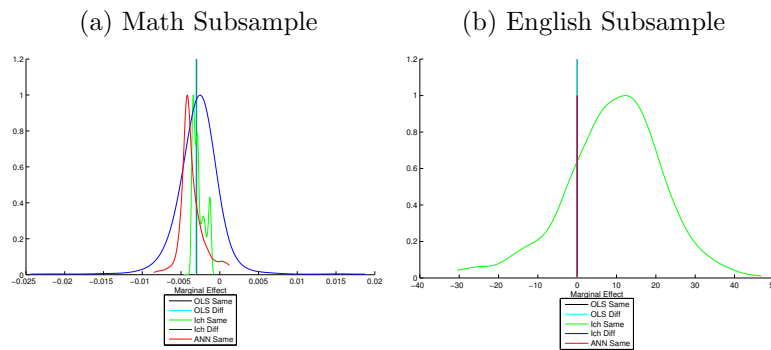 (a) Math Subsample
(b) English Subsample
1.2
1
0.8
0.6
0.4
0.2
0
−0.025 −0.02 −0.015 −0.01 −0.005 0 0.005 0.01 0.015 0.02
Marginal Effect
OLS Same
OLS Diff
Ich Same
Ich Diff
ANN Same
1.2
1
0.8
0.6
0.4
0.2
0
−40 −30 −20 −10 0 10 20 30 40
Marginal Effect
OLS Same
OLS Diff
Ich Same
Ich Diff
ANN Same